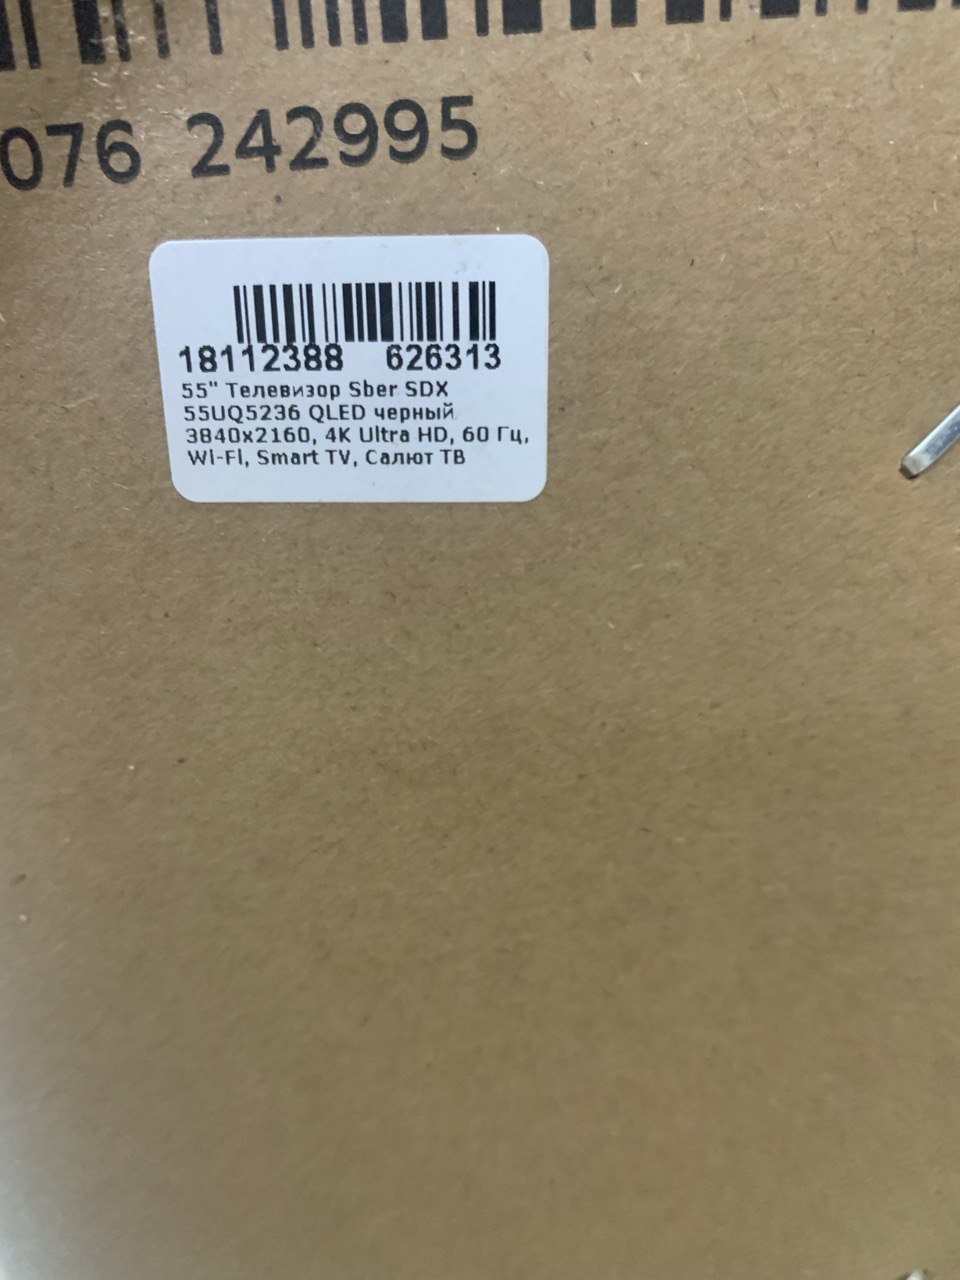 076 242995
18112388 626313
55" Телевизор Sber SDX
55UQ5236 QLED черный
3840x2160, 4K Ultra HD, 60 Гц,
Wi-Fi, Smart TV, Салют ТВ